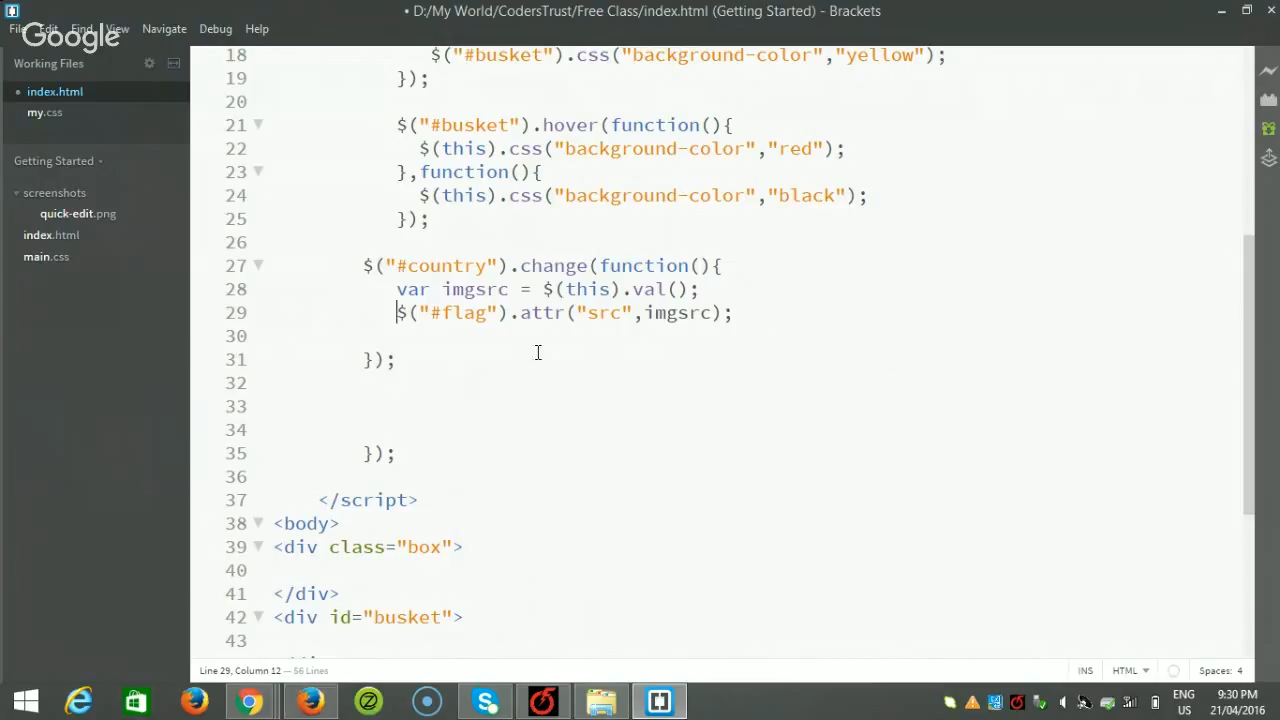 D:/My World/CodersTrust/Free Class/index.html (Getting Started) - Brackets
File Edit Find View Navigate Debug Help
Google
Working Files
index.html
my.css
Getting Started
screenshots
quick-edit.png
index.html
main.css
18 $("#busket").css("background-color","yellow");
19 });
20
21 $("#busket").hover(function(){
22 $(this).css("background-color","red");
23 },function(){
24 $(this).css("background-color","black");
25 });
26
27 $("#country").change(function(){
28 var imgsrc = $(this).val();
29 $("#flag").attr("src",imgsrc);
30
31 });
32
33
34
35 });
36
37 </script>
38 <body>
39 <div class="box">
40
41 </div>
42 <div id="busket">
43
Line 29, Column 12 — 56 Lines
INS HTML Spaces: 4
ENG 9:30 PM
US 21/04/2016